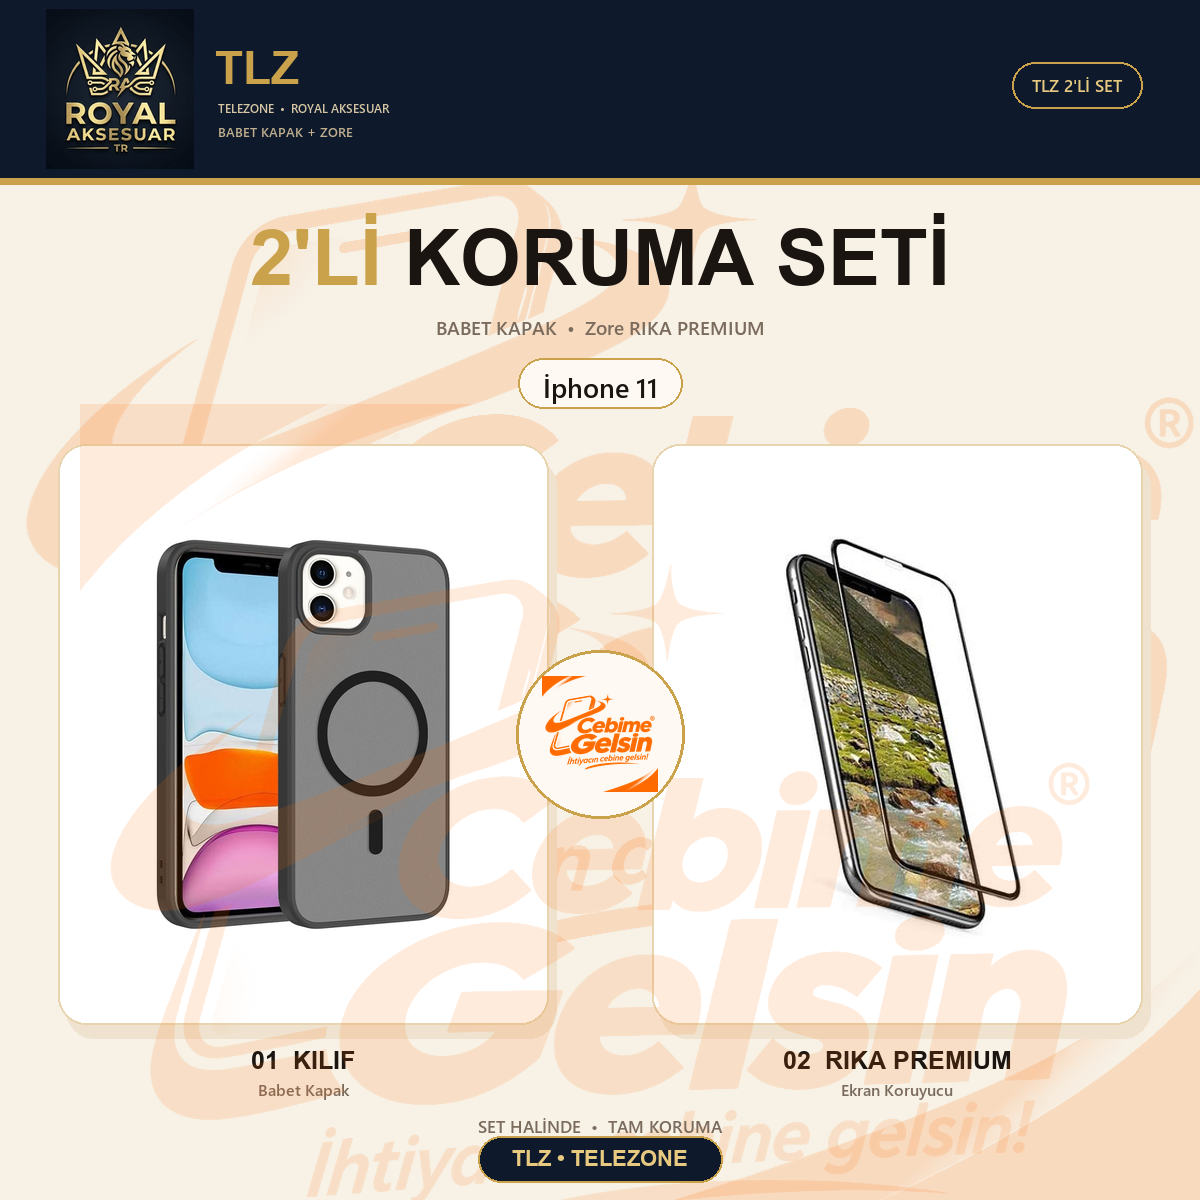 ROYAL
AKSESUAR
TR
TLZ
TELEZONE • ROYAL AKSESUAR
BABET KAPAK + ZORE
TLZ 2'Lİ SET
2'Lİ KORUMA SETİ
BABET KAPAK • Zore RIKA PREMIUM
İphone 11
®
Cebime®
Gelsin
İhtiyacın cebine gelsin!
Cebime®
Gelsin
01 KILIF
Babet Kapak
02 RIKA PREMIUM
Ekran Koruyucu
SET HALİNDE • TAM KORUMA
TLZ • TELEZONE